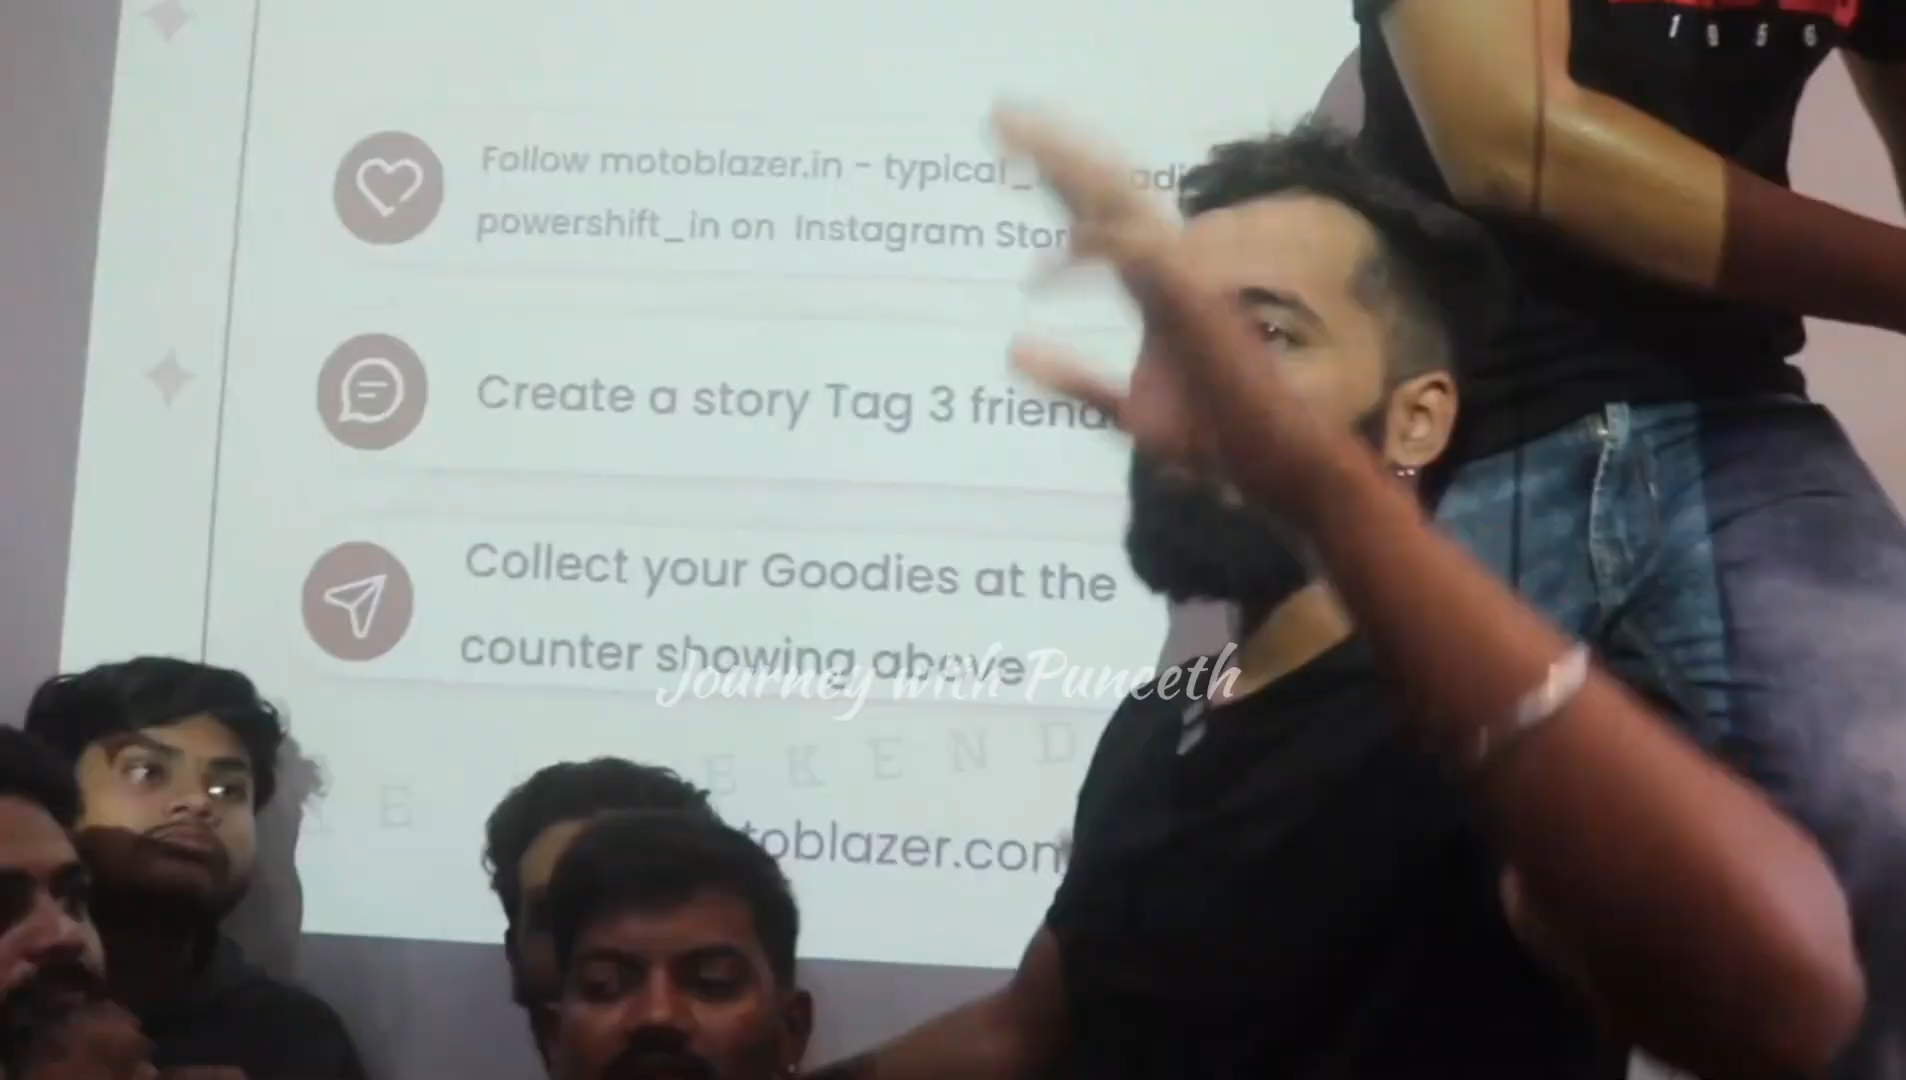 1956
Follow motoblazer.in - typical_
powershift_in on Instagram
Create a story Tag 3
Collect your Goodies at the
counter showing above
Journey with Puneeth